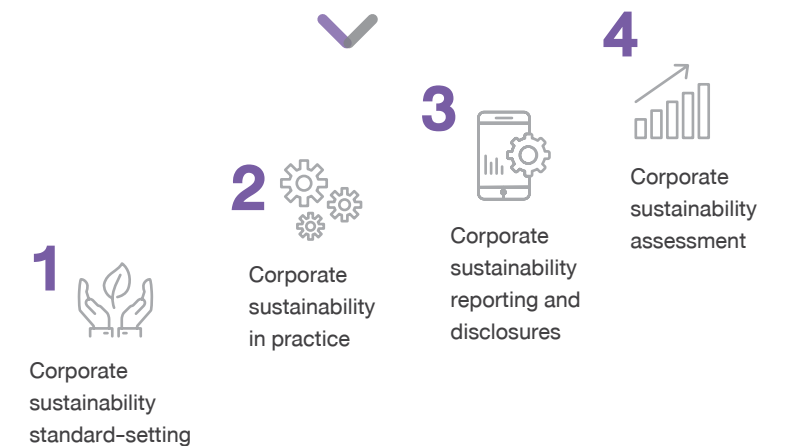 1
Corporate
sustainability
standard-setting
2
Corporate
sustainability
in practice
3
Corporate
sustainability
reporting and
disclosures
4
Corporate
sustainability
assessment